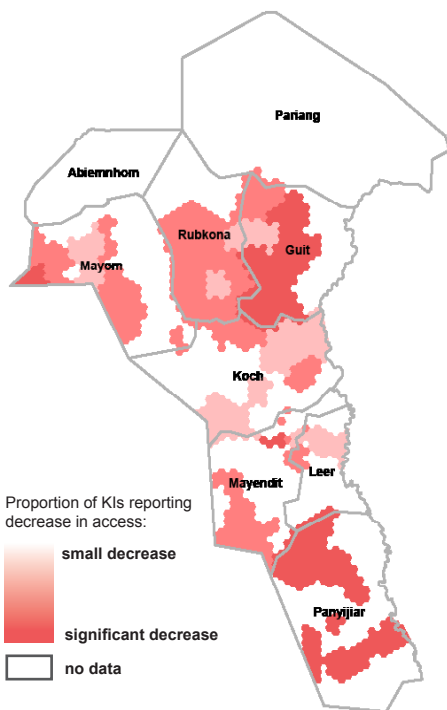 Pariang
Abiemnhom
Rubkona
Guit
Mayom
Koch
Mayendit
Leer
Panyijiar
Proportion of KIs reporting
decrease in access:
small decrease
significant decrease
no data